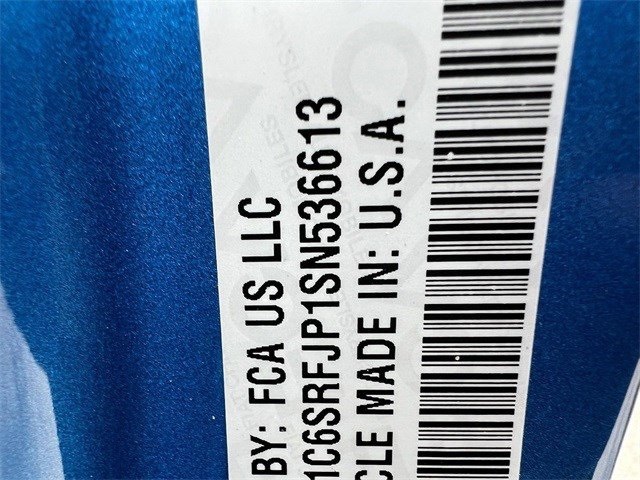 BY: FCA US LLC
1C6SRFJP1SN536613
CLE MADE IN: U.S.A.